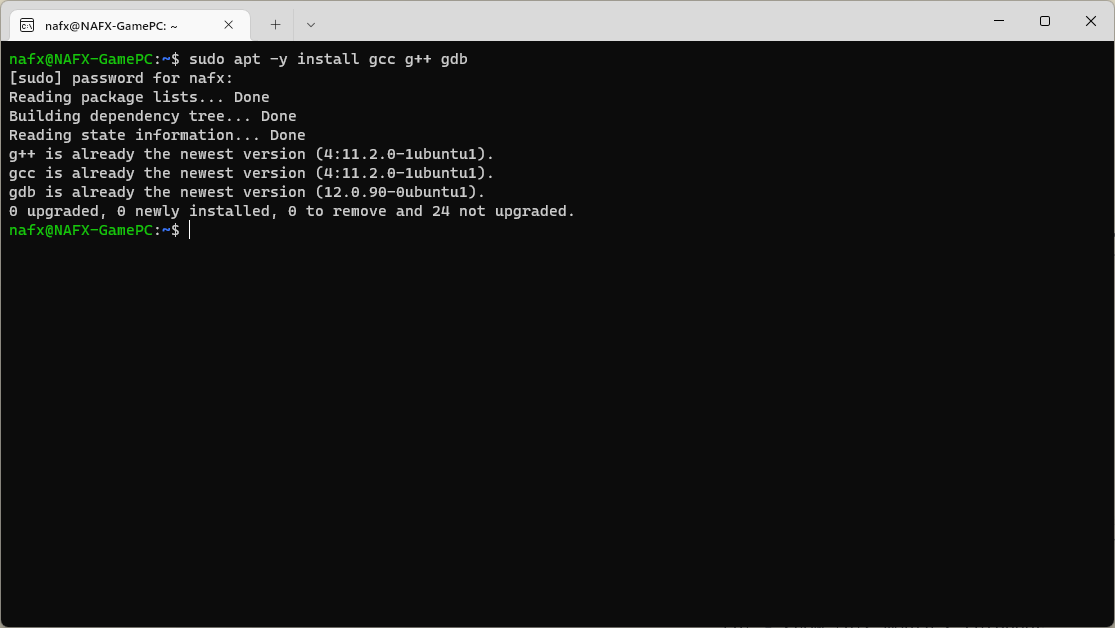 nafx@NAFX-GamePC: ~
nafx@NAFX-GamePC:~$ sudo apt -y install gcc g++ gdb
[sudo] password for nafx:
Reading package lists... Done
Building dependency tree... Done
Reading state information... Done
g++ is already the newest version (4:11.2.0-1ubuntu1).
gcc is already the newest version (4:11.2.0-1ubuntu1).
gdb is already the newest version (12.0.90-0ubuntu1).
0 upgraded, 0 newly installed, 0 to remove and 24 not upgraded.
nafx@NAFX-GamePC:~$